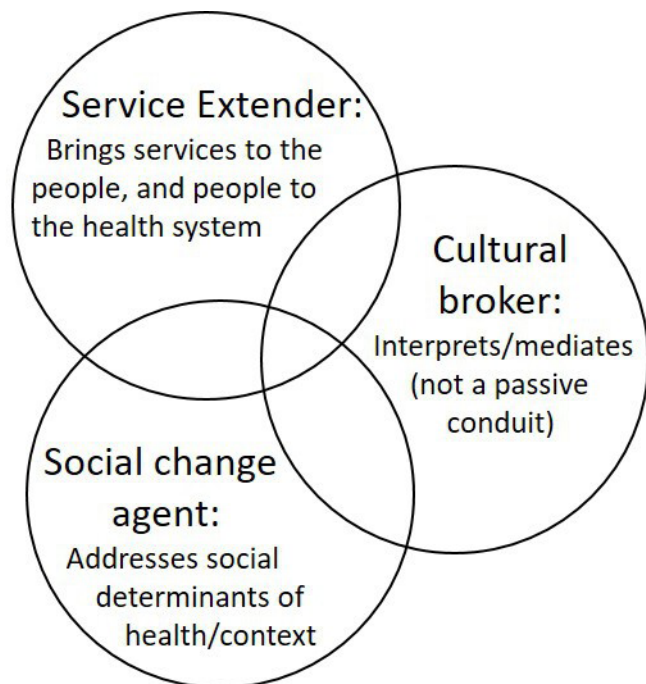 Service Extender:
Brings services to the
people, and people to
the health system
Cultural
broker:
Interprets/mediates
(not a passive
conduit)
Social change
agent:
Addresses social
determinants of
health/context